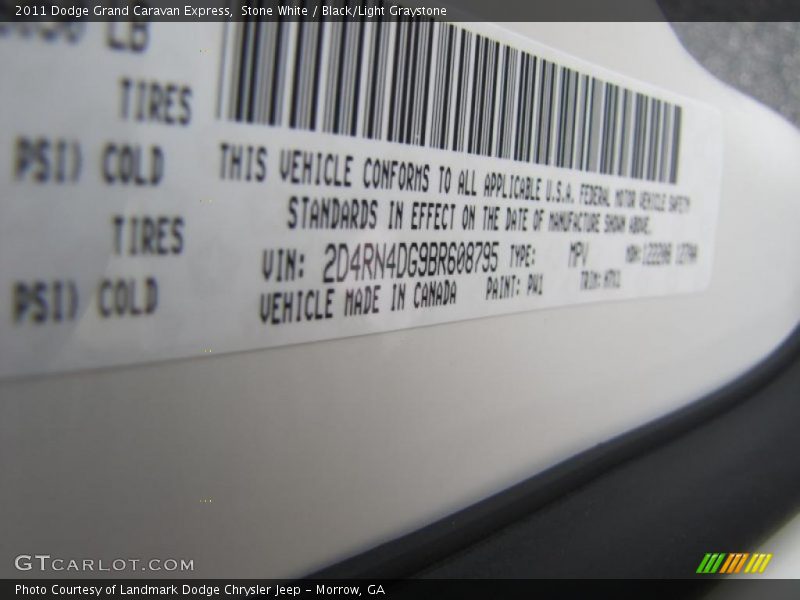 2011 Dodge Grand Caravan Express, Stone White / Black/Light Graystone
LB
TIRES
PSI) COLD
TIRES
PSI) COLD
THIS VEHICLE CONFORMS TO ALL APPLICABLE U.S.A. FEDERAL MOTOR VEHICLE SAFETY
STANDARDS IN EFFECT ON THE DATE OF MANUFACTURE SHOWN ABOVE.
VIN: 2D4RN4DG9BR608795 TYPE: MPV
VEHICLE MADE IN CANADA PAINT: PW1 TRIM:
GTCARLOT.COM
Photo Courtesy of Landmark Dodge Chrysler Jeep - Morrow, GA